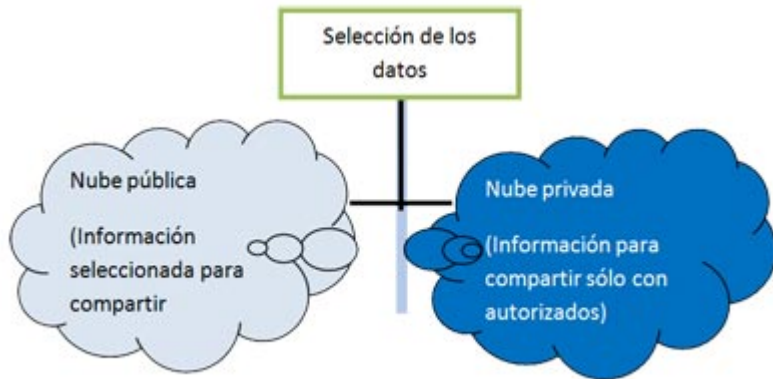 Selección de los
datos
Nube pública
(Información
seleccionada para
compartir
Nube privada
(Información para
compartir sólo con
autorizados)